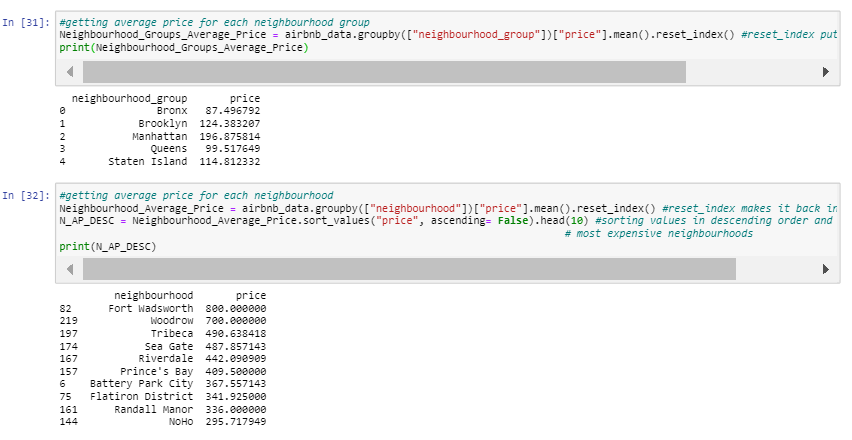 In [31]: #getting average price for each neighbourhood group
Neighbourhood_Groups_Average_Price = airbnb_data.groupby(["neighbourhood_group"])["price"].mean().reset_index() #reset_index put
print(Neighbourhood_Groups_Average_Price)
neighbourhood_group price
0 Bronx 87.496792
1 Brooklyn 124.383207
2 Manhattan 196.875814
3 Queens 99.517649
4 Staten Island 114.812332
In [32]: #getting average price for each neighbourhood
Neighbourhood_Average_Price = airbnb_data.groupby(["neighbourhood"])["price"].mean().reset_index() #reset_index makes it back in
N_AP_DESC = Neighbourhood_Average_Price.sort_values("price", ascending= False).head(10) #sorting values in descending order and
# most expensive neighbourhoods
print(N_AP_DESC)
neighbourhood price
82 Fort Wadsworth 800.000000
219 Woodrow 700.000000
197 Tribeca 490.638418
174 Sea Gate 487.857143
167 Riverdale 442.090909
157 Prince's Bay 409.500000
6 Battery Park City 367.557143
75 Flatiron District 341.925000
161 Randall Manor 336.000000
144 NoHo 295.717949